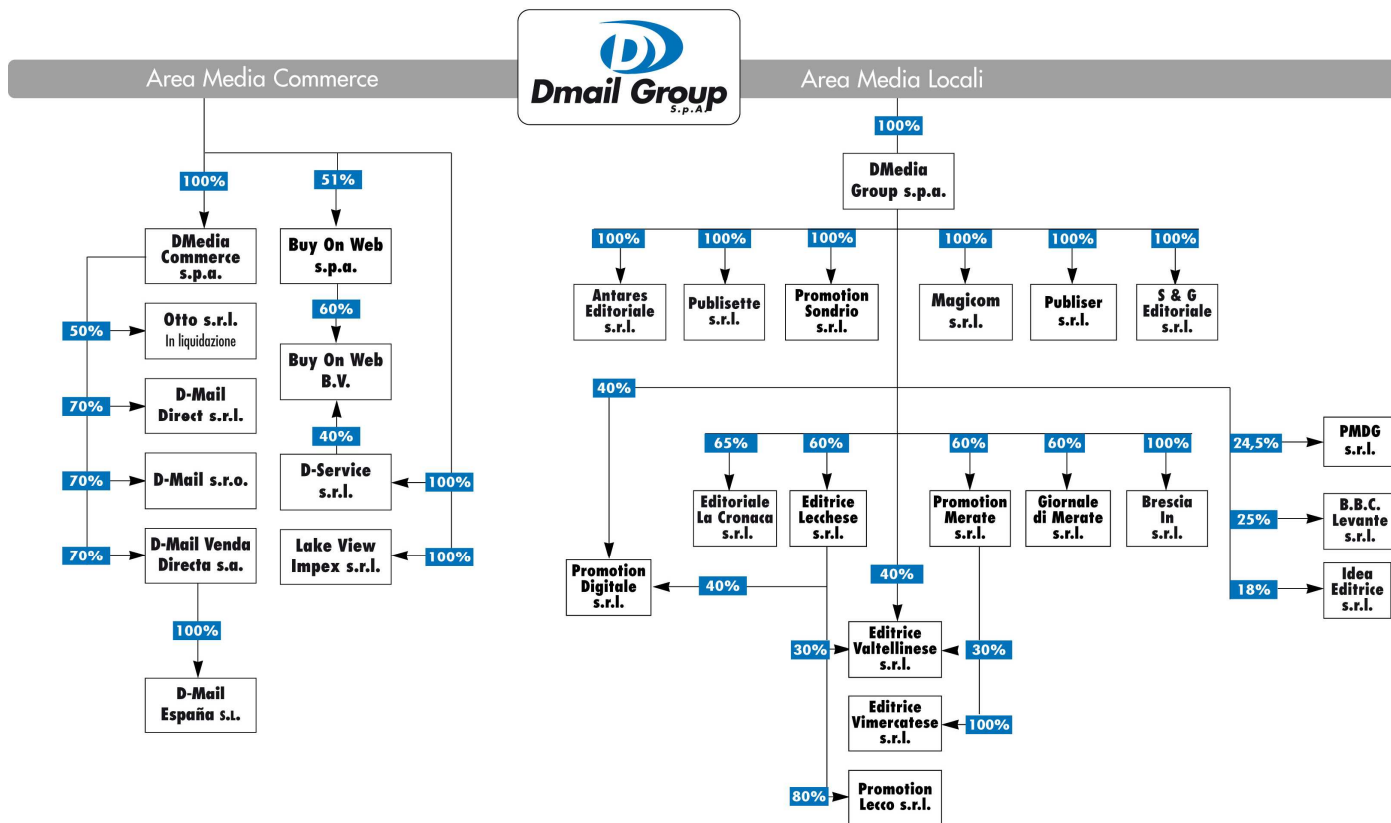 Area Media Commerce
Dmail Group
S.p.A.
Area Media Locali
100%
DMedia
Group s.p.a.
100%
51%
DMedia
Commerce
s.p.a.
Buy On Web
s.p.a.
50%
Otto s.r.l.
In liquidazione
60%
Buy On Web
B.V.
70%
D-Mail
Direct s.r.l.
40%
70%
D-Mail s.r.o.
D-Service
s.r.l.
100%
70%
D-Mail Venda
Directa s.a.
Lake View
Impex s.r.l.
100%
100%
D-Mail
España S.L.
100%
100%
100%
100%
100%
100%
Antares
Editoriale
s.r.l.
Publisette
s.r.l.
Promotion
Sondrio
s.r.l.
Magicom
s.r.l.
Publiser
s.r.l.
S & G
Editoriale
s.r.l.
40%
65%
60%
60%
60%
100%
24,5%
PMDG
s.r.l.
Editoriale
La Cronaca
s.r.l.
Editrice
Lecchese
s.r.l.
Promotion
Merate
s.r.l.
Giornale
di Merate
s.r.l.
Brescia
In
s.r.l.
25%
B.B.C.
Levante
s.r.l.
18%
Idea
Editrice
s.r.l.
Promotion
Digitale
s.r.l.
40%
40%
30%
Editrice
Valtellinese
s.r.l.
30%
Editrice
Vimercatese
s.r.l.
100%
80%
Promotion
Lecco s.r.l.